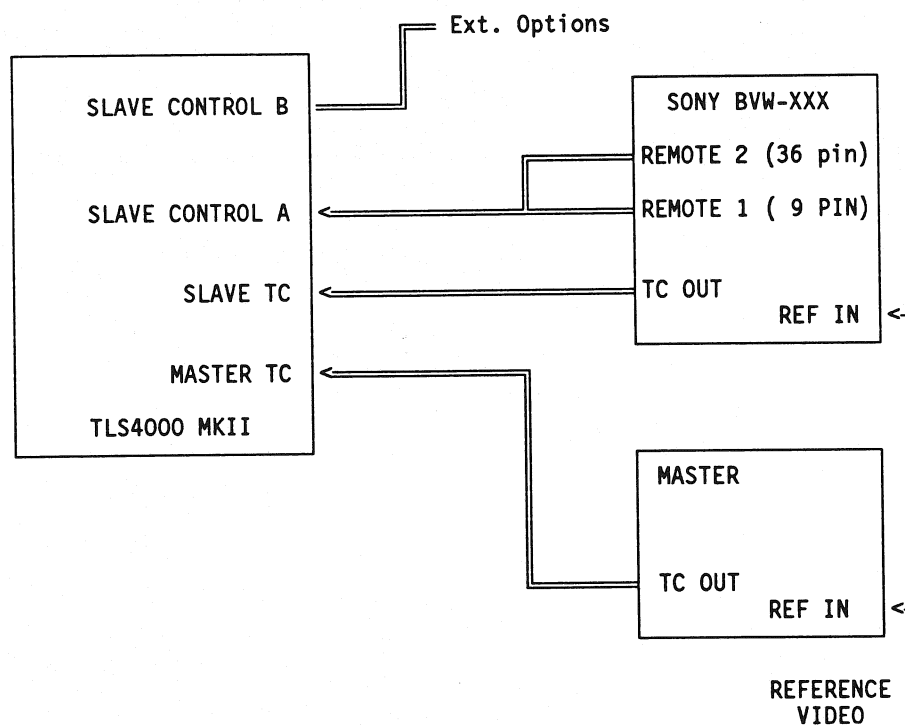 Ext. Options
SLAVE CONTROL B
SLAVE CONTROL A
SLAVE TC
MASTER TC
TLS4000 MKII
SONY BVW-XXX
REMOTE 2 (36 pin)
REMOTE 1 ( 9 PIN)
TC OUT
REF IN
MASTER
TC OUT
REF IN
REFERENCE
VIDEO